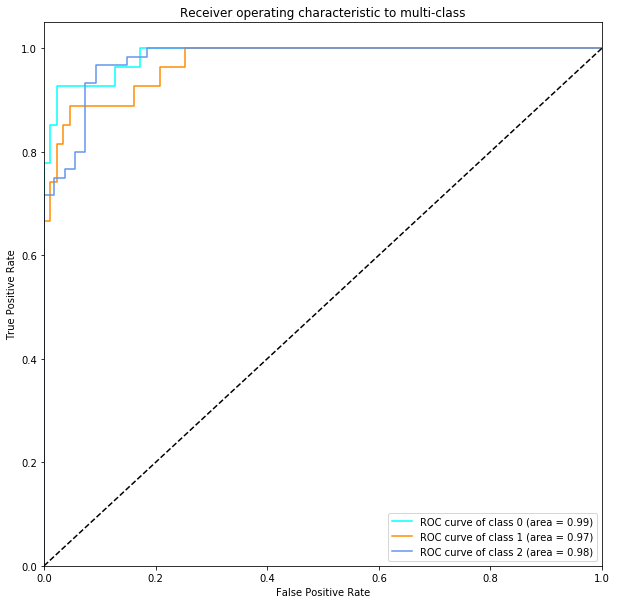 Receiver operating characteristic to multi-class
1.0
0.8
0.6
0.4
0.2
0.0
True Positive Rate
0.0 0.2 0.4 0.6 0.8 1.0
False Positive Rate
ROC curve of class 0 (area = 0.99)
ROC curve of class 1 (area = 0.97)
ROC curve of class 2 (area = 0.98)